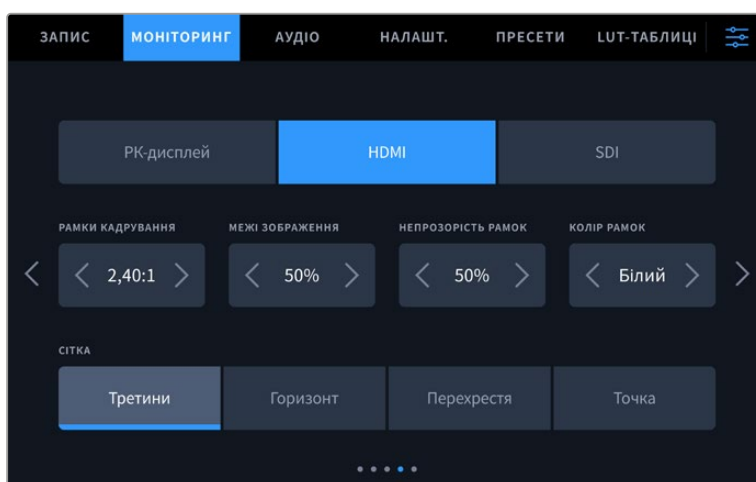 ЗАПИС МОНІТОРИНГ АУДІО НАЛАШТ. ПРЕСЕТИ LUT-ТАБЛИЦІ
РК-дисплей HDMI SDI
РАМКИ КАДРУВАННЯ МЕЖІ ЗОБРАЖЕННЯ НЕПРОЗОРІСТЬ РАМОК КОЛІР РАМОК
2,40:1 50% 50% Білий
СІТКА
Третини Горизонт Перехрестя Точка